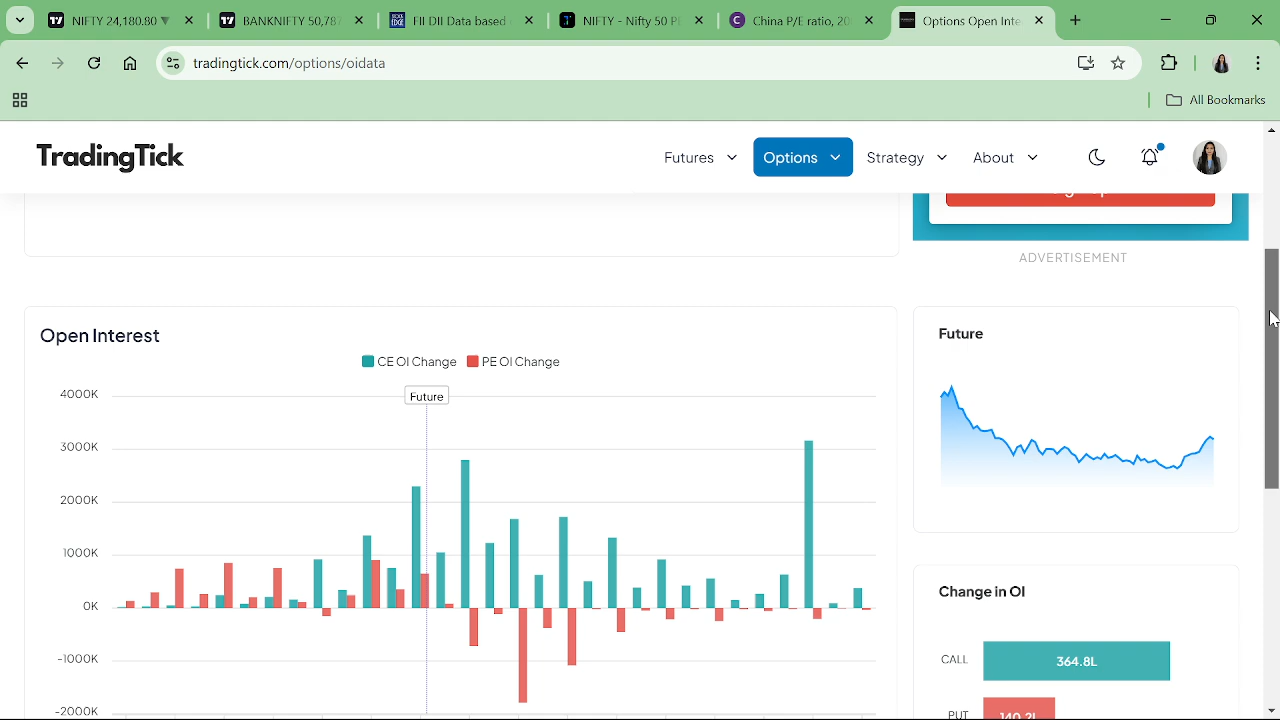 24,180.80 ▼
BANKNIFTY 50,787
FII DII Data based
NIFTY - Nifty 50 P
China P/E ratio, 20
Options Open Inte
tradingtick.com/options/oidata
All Bookmarks
TradingTick
Futures
Options
Strategy
About
ADVERTISEMENT
Open Interest
CE OI Change
PE OI Change
Future
4000K
3000K
2000K
1000K
0K
-1000K
-2000K
Future
Change in OI
CALL
364.8L
PUT
140.2L